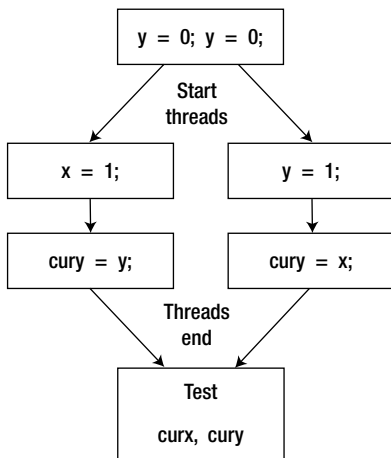 y = 0; y = 0;
Start
threads
x = 1;
y = 1;
cury = y;
cury = x;
Threads
end
Test
curx, cury